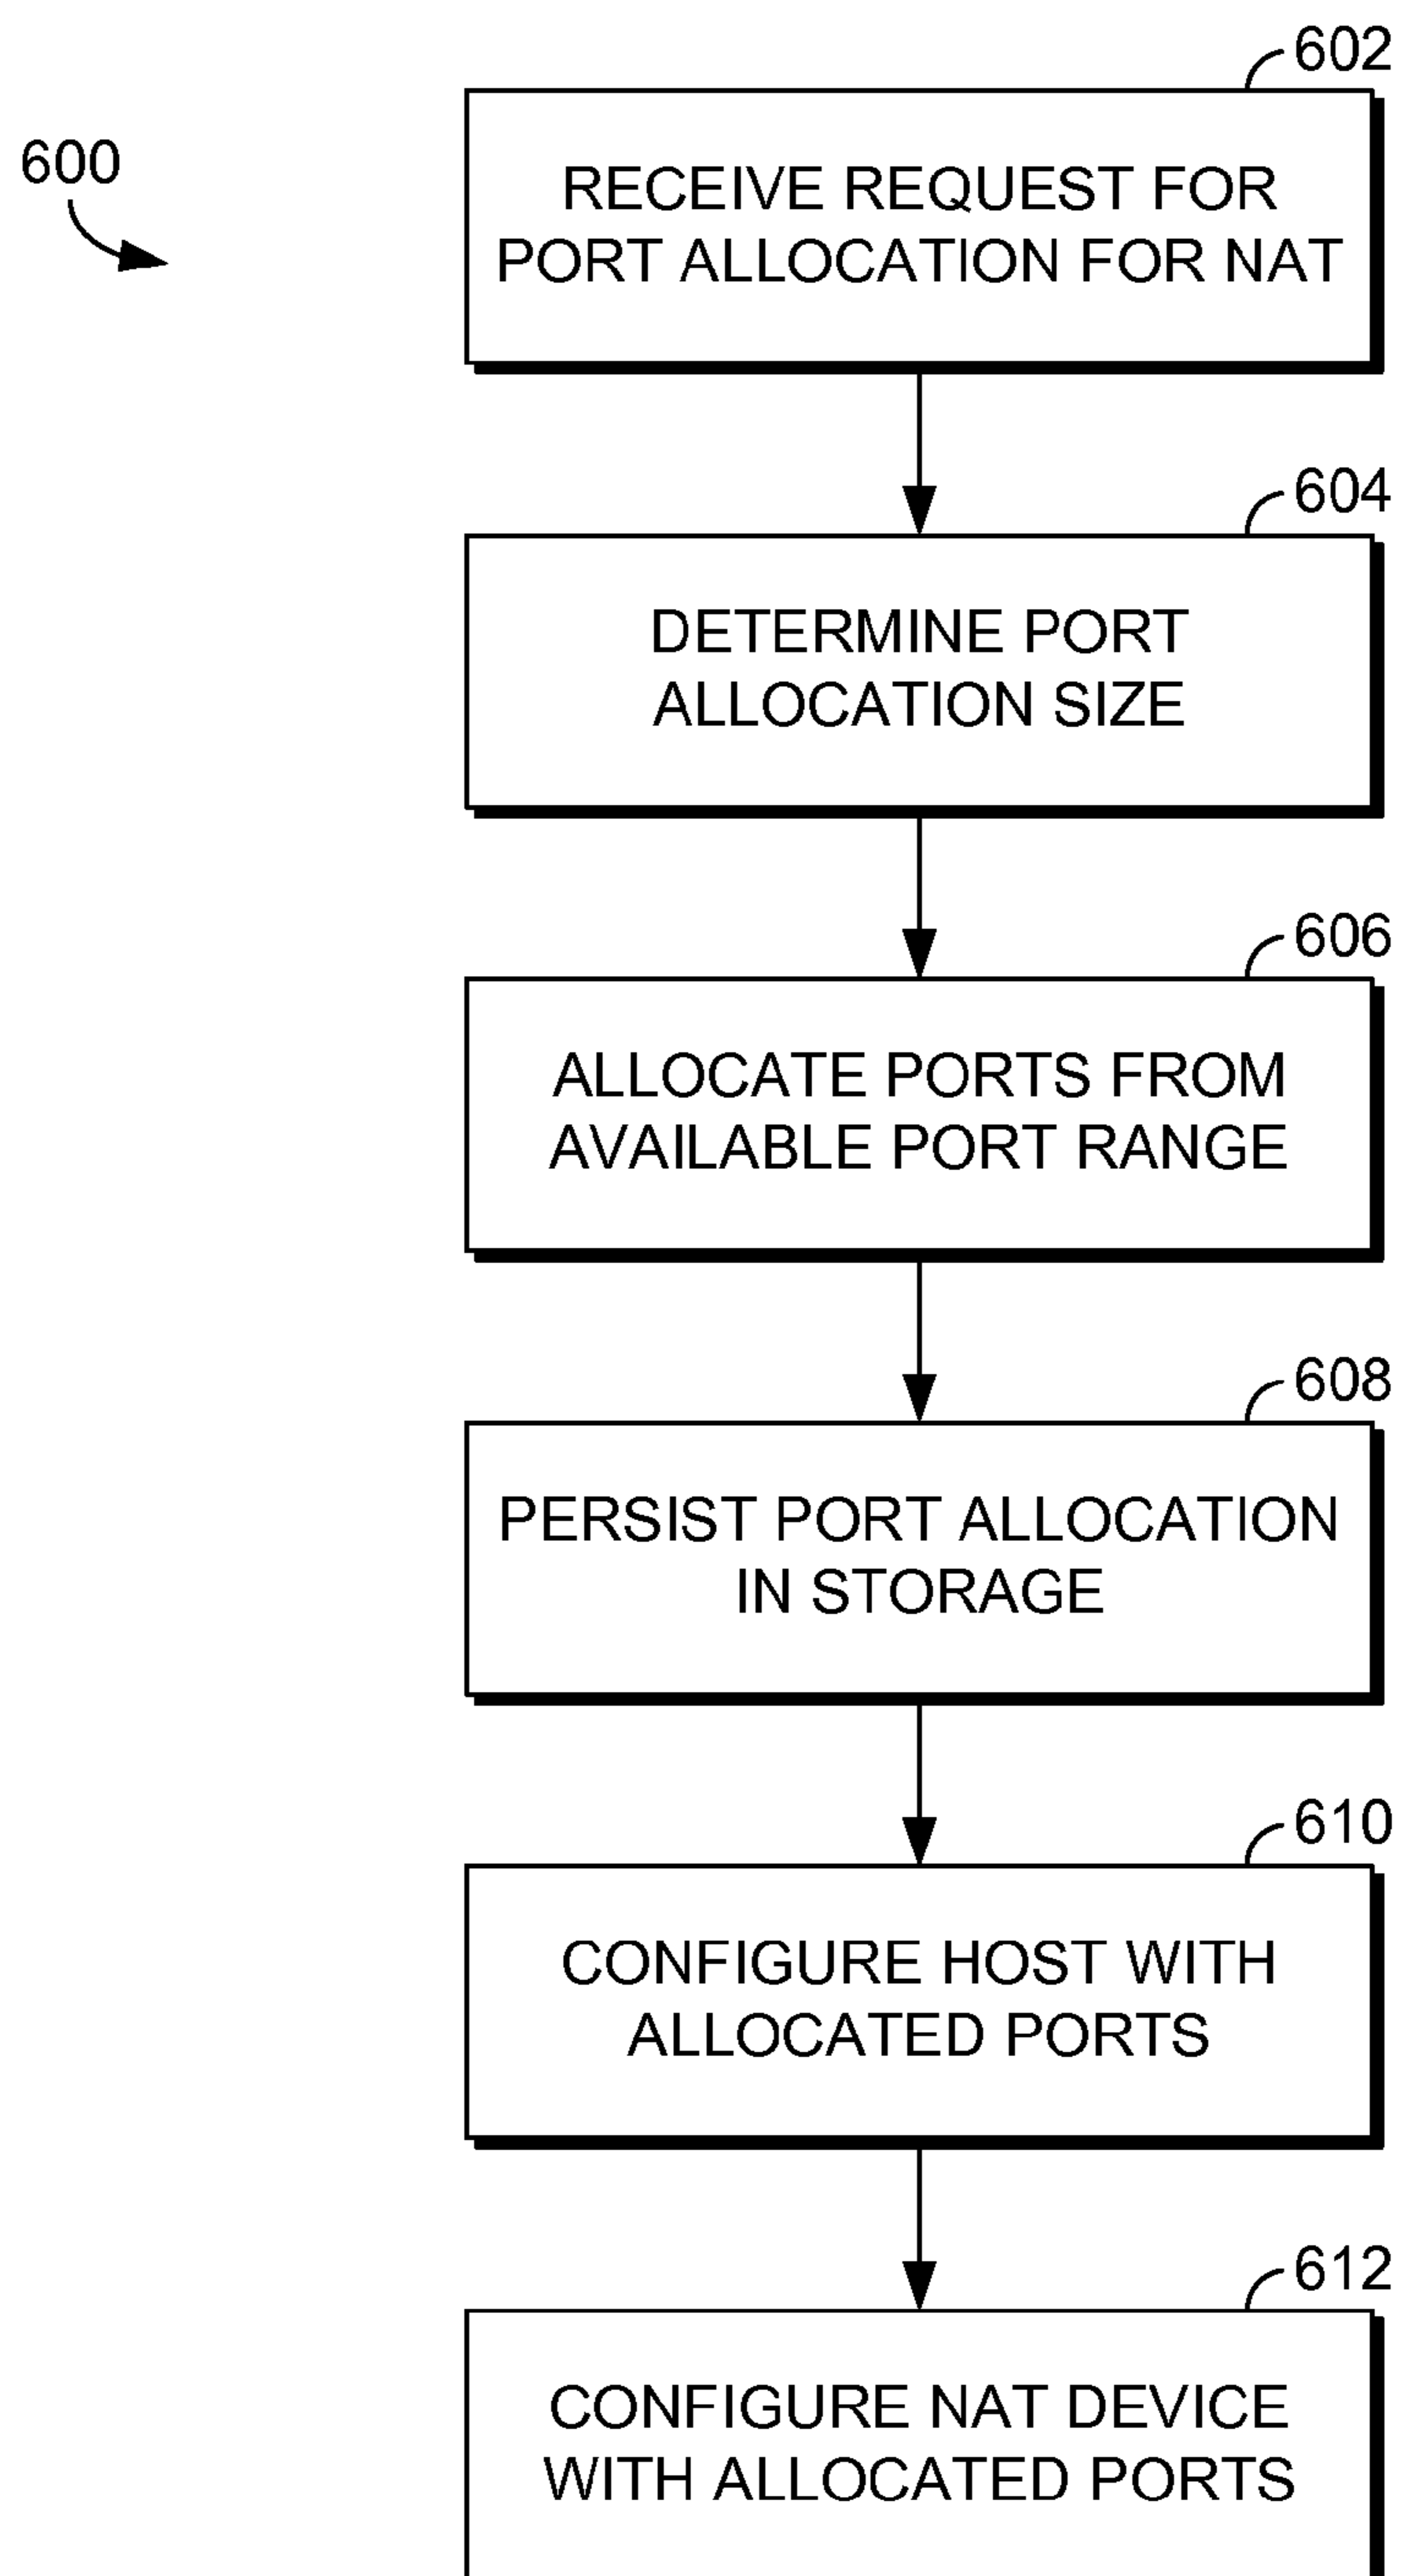 602
600
RECEIVE REQUEST FOR
PORT ALLOCATION FOR NAT
604
DETERMINE PORT
ALLOCATION SIZE
606
ALLOCATE PORTS FROM
AVAILABLE PORT RANGE
608
PERSIST PORT ALLOCATION
IN STORAGE
610
CONFIGURE HOST WITH
ALLOCATED PORTS
612
CONFIGURE NAT DEVICE
WITH ALLOCATED PORTS